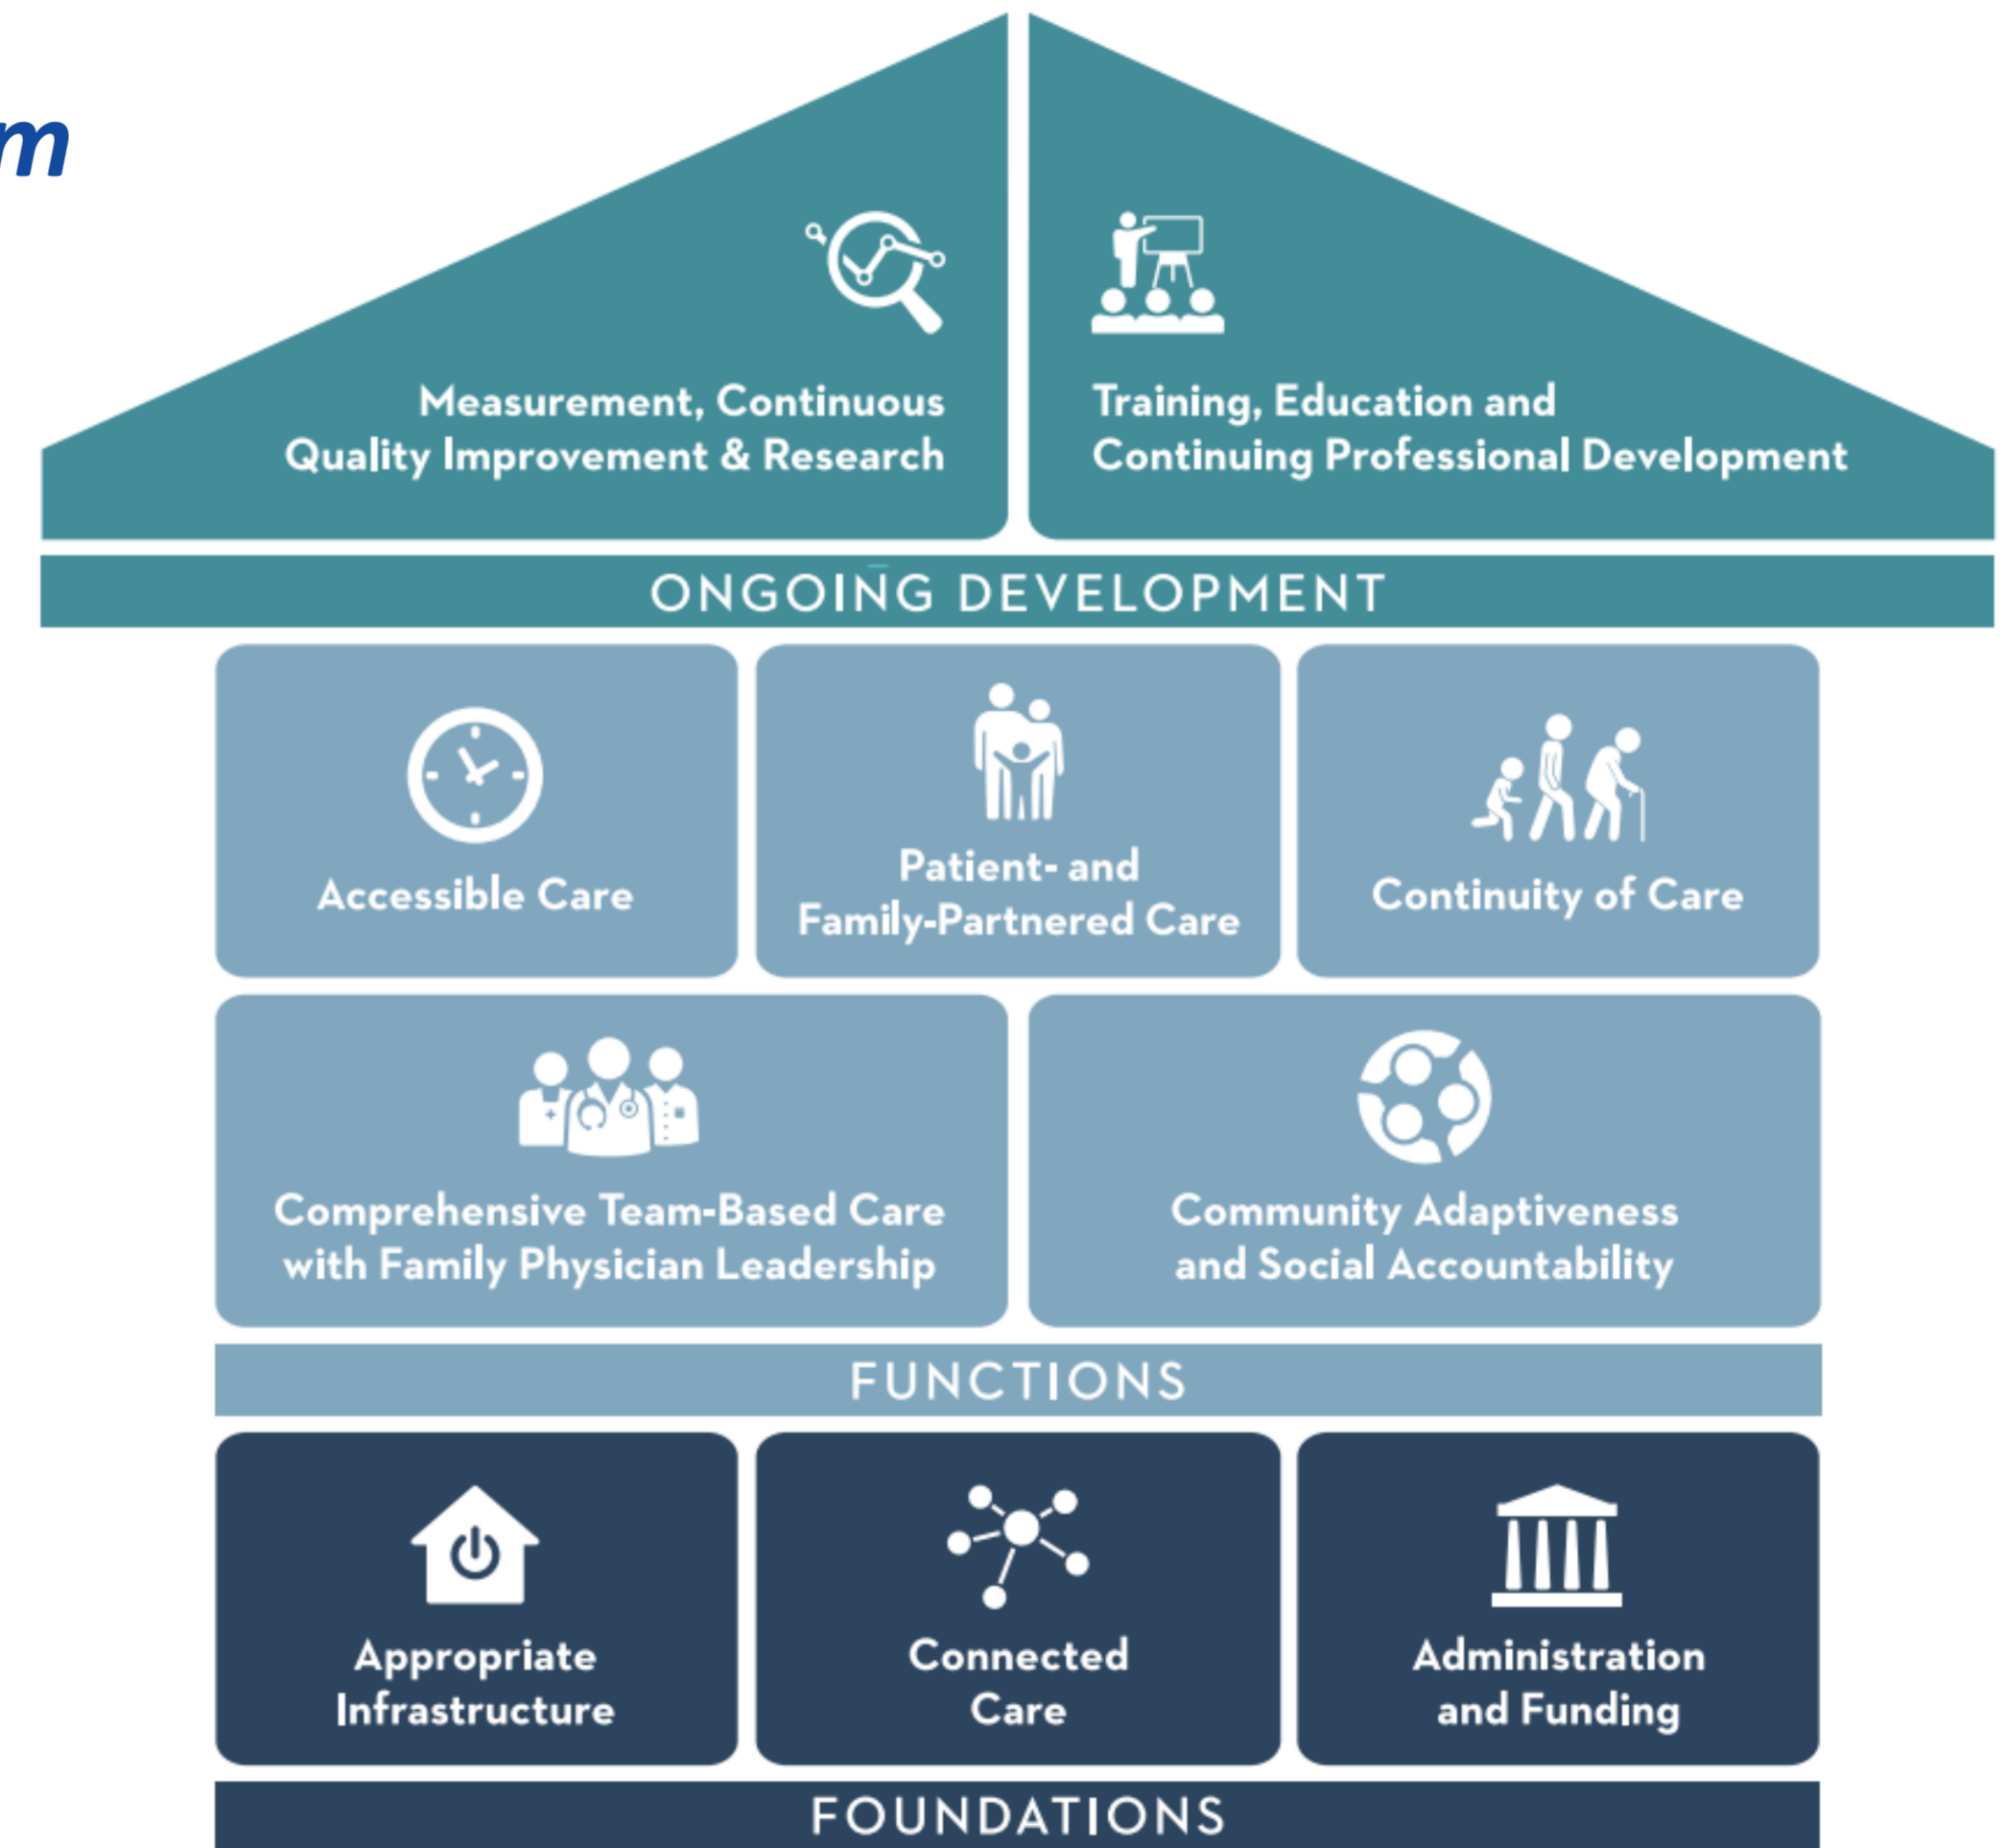 m
Measurement, Continuous
Quality Improvement & Research
Training, Education and
Continuing Professional Development
ONGOING DEVELOPMENT
Accessible Care
Patient- and
Family-Partnered Care
Continuity of Care
Comprehensive Team-Based Care
with Family Physician Leadership
Community Adaptiveness
and Social Accountability
FUNCTIONS
Appropriate
Infrastructure
Connected
Care
Administration
and Funding
FOUNDATIONS